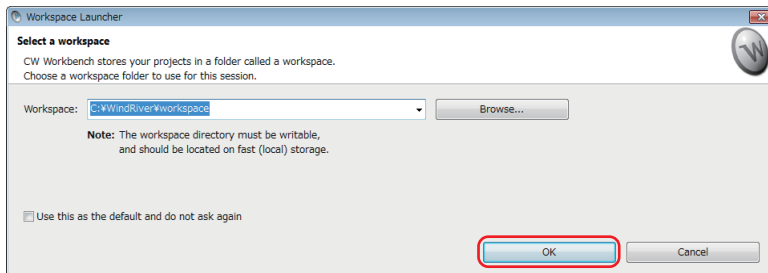 Workspace Launcher
Select a workspace
CW Workbench stores your projects in a folder called a workspace.
Choose a workspace folder to use for this session.
Workspace: C:¥WindRiver¥workspace Browse...
Note: The workspace directory must be writable,
and should be located on fast (local) storage.
Use this as the default and do not ask again
OK Cancel